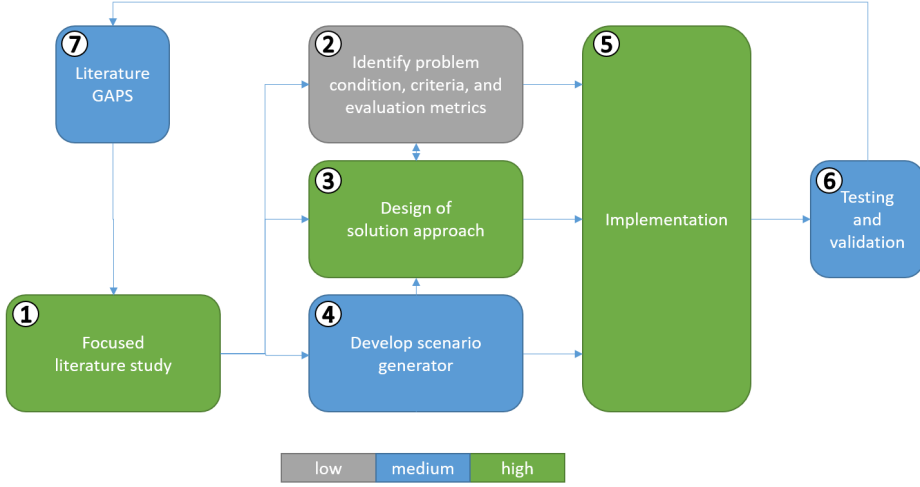 7
Literature
GAPS
2
Identify problem
condition, criteria, and
evaluation metrics
5
Implementation
3
Design of
solution approach
6
Testing
and
validation
1
Focused
literature study
4
Develop scenario
generator
low medium high